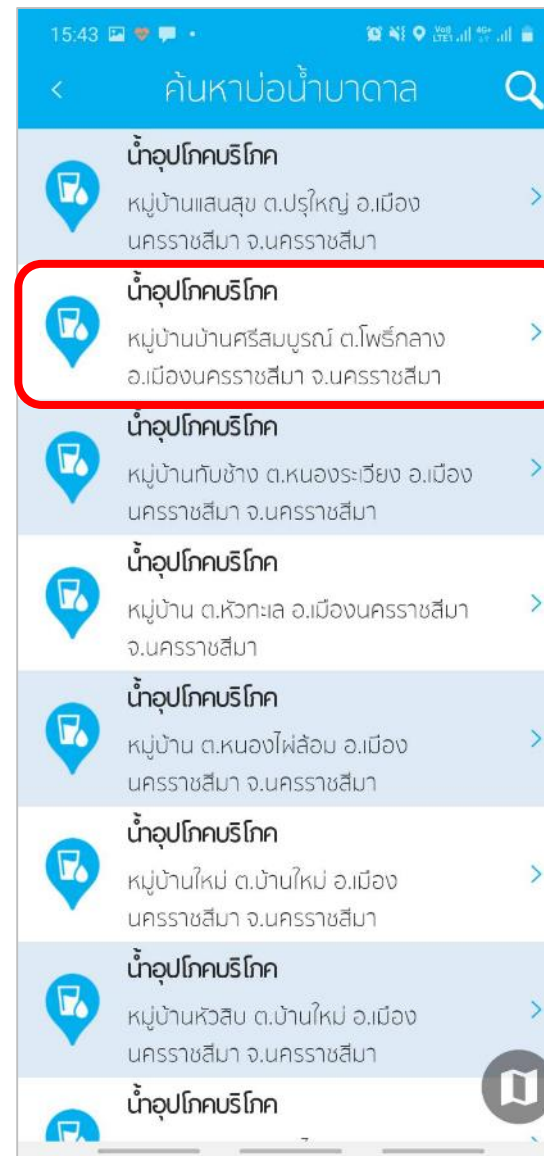 15:43
ค้นหาบ่อน้ำบาดาล
น้ำอุปโภคบริโภค
หมู่บ้านแสนสุข ต.ปรุใหญ่ อ.เมือง
นครราชสีมา จ.นครราชสีมา
น้ำอุปโภคบริโภค
หมู่บ้านบ้านศรีสมบูรณ์ ต.โพธิ์กลาง
อ.เมืองนครราชสีมา จ.นครราชสีมา
น้ำอุปโภคบริโภค
หมู่บ้านทับช้าง ต.หนองระเวียง อ.เมือง
นครราชสีมา จ.นครราชสีมา
น้ำอุปโภคบริโภค
หมู่บ้าน ต.หัวทะเล อ.เมืองนครราชสีมา
จ.นครราชสีมา
น้ำอุปโภคบริโภค
หมู่บ้าน ต.หนองไผ่ล้อม อ.เมือง
นครราชสีมา จ.นครราชสีมา
น้ำอุปโภคบริโภค
หมู่บ้านใหม่ ต.บ้านใหม่ อ.เมือง
นครราชสีมา จ.นครราชสีมา
น้ำอุปโภคบริโภค
หมู่บ้านหัวสิบ ต.บ้านใหม่ อ.เมือง
นครราชสีมา จ.นครราชสีมา
น้ำอุปโภคบริโภค